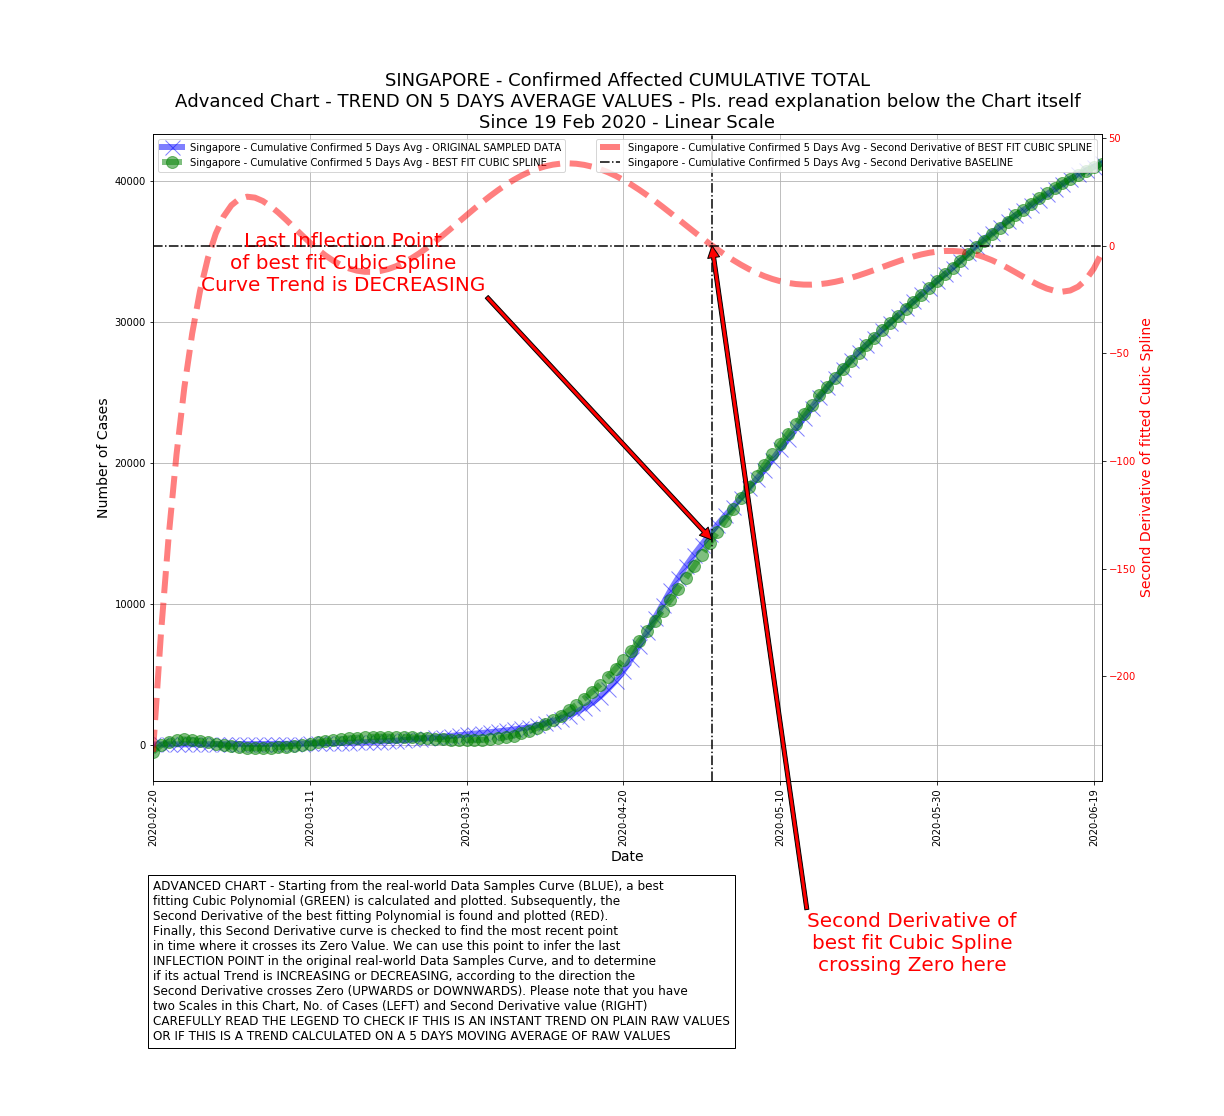 SINGAPORE - Confirmed Affected CUMULATIVE TOTAL
Advanced Chart - TREND ON 5 DAYS AVERAGE VALUES - Pls. read explanation below the Chart itself
Since 19 Feb 2020 - Linear Scale
Singapore - Cumulative Confirmed 5 Days Avg - ORIGINAL SAMPLED DATA
Singapore - Cumulative Confirmed 5 Days Avg - BEST FIT CUBIC SPLINE
Singapore - Cumulative Confirmed 5 Days Avg - Second Derivative of BEST FIT CUBIC SPLINE
Singapore - Cumulative Confirmed 5 Days Avg - Second Derivative BASELINE
Last Inflection Point
of best fit Cubic Spline
Curve Trend is DECREASING
Number of Cases
40000
30000
20000
10000
0
50
0
−50
−100
−150
−200
Second Derivative of fitted Cubic Spline
2020-02-20
2020-03-11
2020-03-31
2020-04-20
2020-05-10
2020-05-30
2020-06-19
Date
Second Derivative of
best fit Cubic Spline
crossing Zero here
ADVANCED CHART - Starting from the real-world Data Samples Curve (BLUE), a best
fitting Cubic Polynomial (GREEN) is calculated and plotted. Subsequently, the
Second Derivative of the best fitting Polynomial is found and plotted (RED).
Finally, this Second Derivative curve is checked to find the most recent point
in time where it crosses its Zero Value. We can use this point to infer the last
INFLECTION POINT in the original real-world Data Samples Curve, and to determine
if its actual Trend is INCREASING or DECREASING, according to the direction the
Second Derivative crosses Zero (UPWARDS or DOWNWARDS). Please note that you have
two Scales in this Chart, No. of Cases (LEFT) and Second Derivative value (RIGHT)
CAREFULLY READ THE LEGEND TO CHECK IF THIS IS AN INSTANT TREND ON PLAIN RAW VALUES
OR IF THIS IS A TREND CALCULATED ON A 5 DAYS MOVING AVERAGE OF RAW VALUES